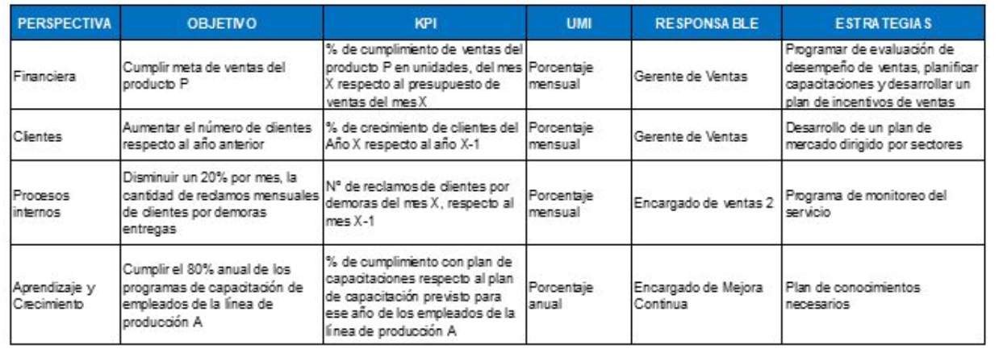 PERSPECTIVA OBJETIVO KPI UMI RESPONSABLE ESTRATEGIAS
Financiera
Cumplir meta de ventas del
producto P
% de cumplimiento de ventas del
producto P en unidades, del mes
X respecto al presupuesto de
ventas del mes X
Porcentaje
mensual
Gerente de Ventas
Programar de evaluación de
desempeño de ventas, planificar
capacitaciones y desarrollar un
plan de incentivos de ventas
Clientes
Aumentar el número de clientes
respecto al año anterior
% de crecimiento de clientes del
Año X respecto al año X-1
Porcentaje
mensual
Gerente de Ventas
Desarrollo de un plan de
mercado dirigido por sectores
Procesos
internos
Disminuir un 20% por mes, la
cantidad de reclamos mensuales
de clientes por demoras
entregas
N° de reclamos de clientes por
demoras del mes X, respecto al
mes X-1
Porcentaje
mensual
Encargado de ventas 2
Programa de monitoreo del
servicio
Aprendizaje y
Crecimiento
Cumplir el 80% anual de los
programas de capacitación de
empleados de la línea de
producción A
% de cumplimiento con plan de
capacitaciones respecto al plan
de capacitación previsto para
ese año de los empleados de la
línea de producción A
Porcentaje
anual
Encargado de Mejora
Continua
Plan de conocimientos
necesarios